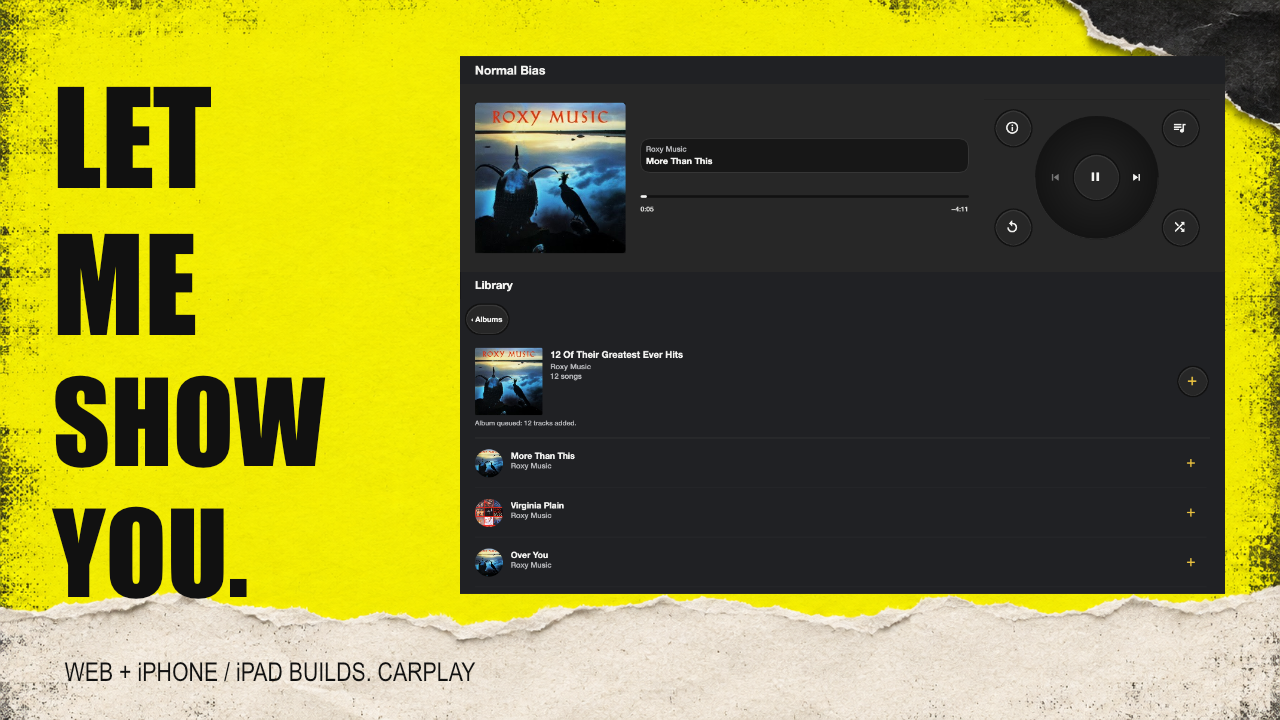 LET
ME
SHOW
YOU.
Normal Bias
ROXY MUSIC
Roxy Music
More Than This
0:05
–4:11
Library
‹ Albums
ROXY MUSIC
12 Of Their Greatest Ever Hits
Roxy Music
12 songs
Album queued: 12 tracks added.
More Than This
Roxy Music
Virginia Plain
Roxy Music
Over You
Roxy Music
WEB + iPHONE / iPAD BUILDS. CARPLAY